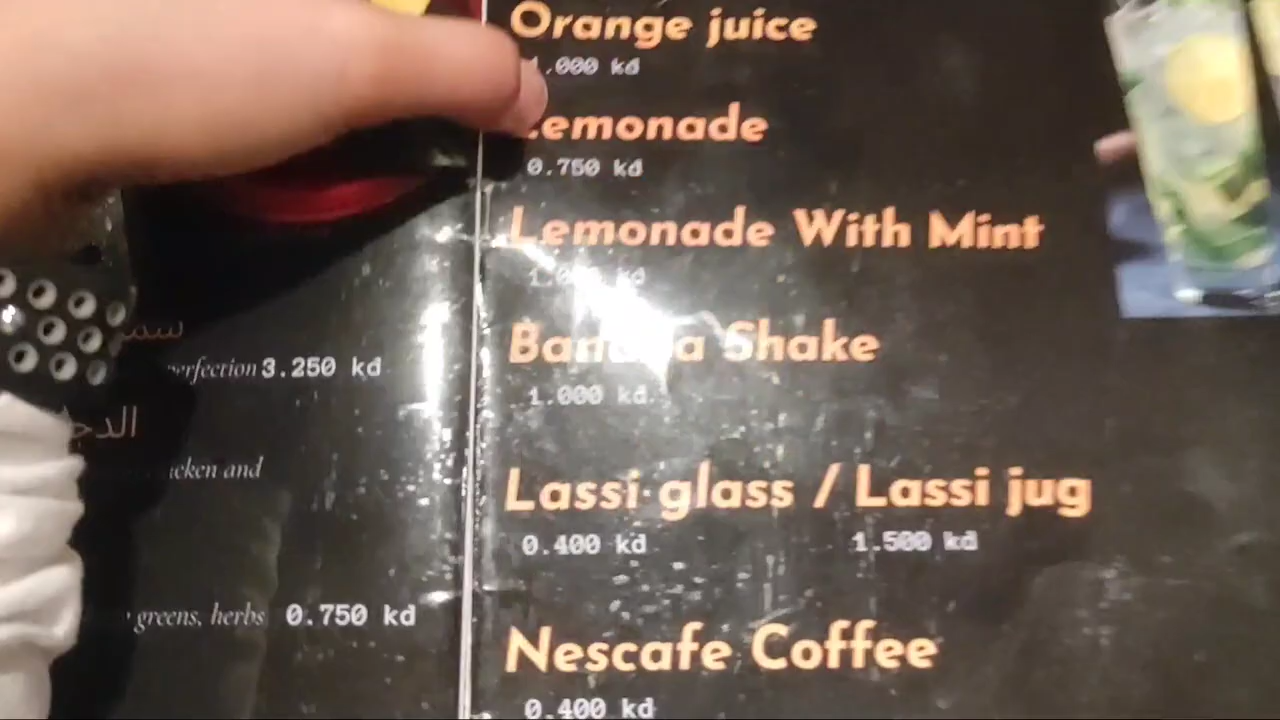 perfection 3.250 kd
and
greens, herbs 0.750 kd
Orange juice
1.000 kd
Lemonade
0.750 kd
Lemonade With Mint
kd
Banana Shake
1.000 kd
Lassi glass / Lassi jug
0.400 kd 1.500 kd
Nescafe Coffee
0.400 kd